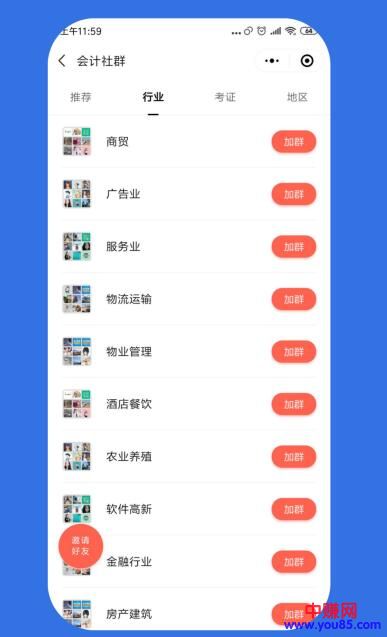 上午11:59
64
会计社群
推荐 行业 考证 地区
商贸 加群
广告业 加群
服务业 加群
物流运输 加群
物业管理 加群
酒店餐饮 加群
农业养殖 加群
软件高新 加群
邀请
好友
金融行业 加群
房产建筑 加群
中赚网
www.you85.com